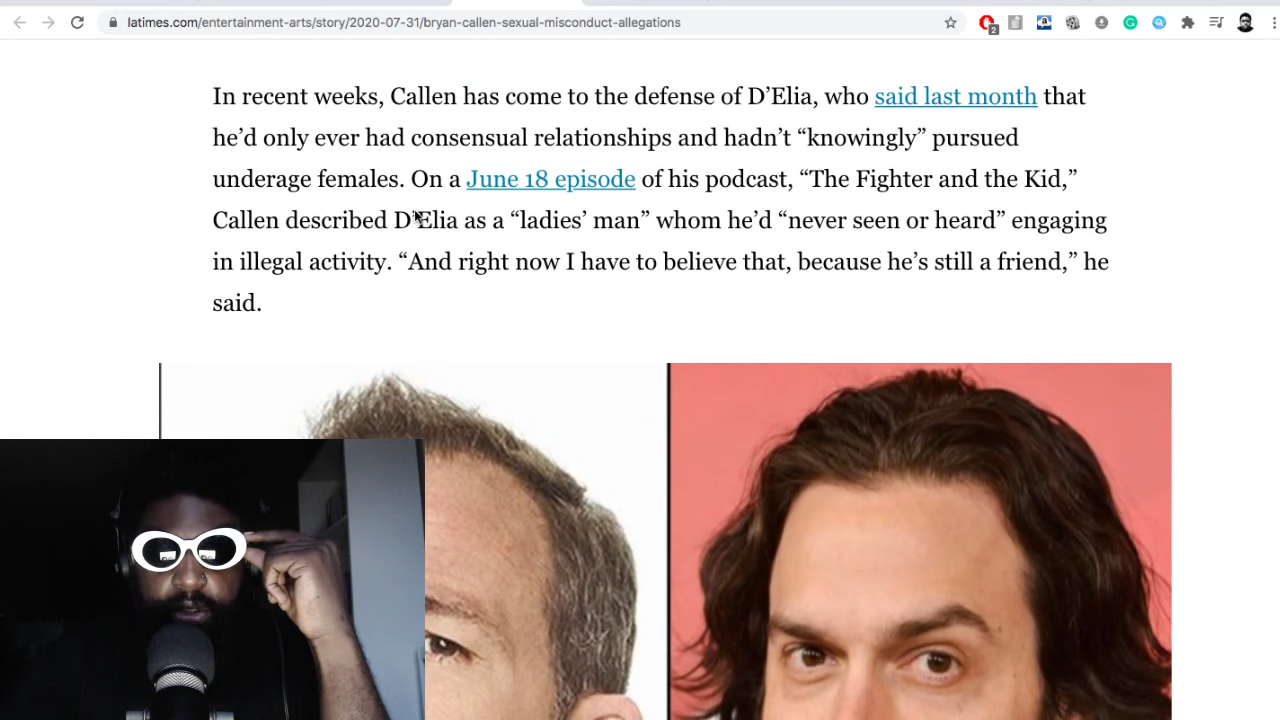 latimes.com/entertainment-arts/story/2020-07-31/bryan-callen-sexual-misconduct-allegations
2
In recent weeks, Callen has come to the defense of D’Elia, who said last month that
he’d only ever had consensual relationships and hadn’t “knowingly” pursued
underage females. On a June 18 episode of his podcast, “The Fighter and the Kid,”
Callen described D’Elia as a “ladies’ man” whom he’d “never seen or heard” engaging
in illegal activity. “And right now I have to believe that, because he’s still a friend,” he
said.